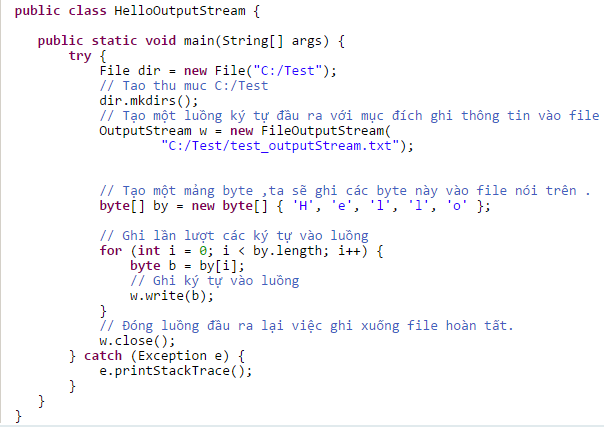 public class HelloOutputStream {
public static void main(String[] args) {
try {
File dir = new File("C:/Test");
// Tao thu muc C:/Test
dir.mkdirs();
// Tạo một luồng ký tự đầu ra với mục đích ghi thông tin vào file
OutputStream w = new FileOutputStream(
"C:/Test/test_outputStream.txt");
// Tạo một mảng byte ,ta sẽ ghi các byte này vào file nói trên .
byte[] by = new byte[] { 'H', 'e', 'l', 'l', 'o' };
// Ghi lần lượt các ký tự vào luồng
for (int i = 0; i < by.length; i++) {
byte b = by[i];
// Ghi ký tự vào luồng
w.write(b);
}
// Đóng luồng đầu ra lại việc ghi xuống file hoàn tất.
w.close();
} catch (Exception e) {
e.printStackTrace();
}
}
}